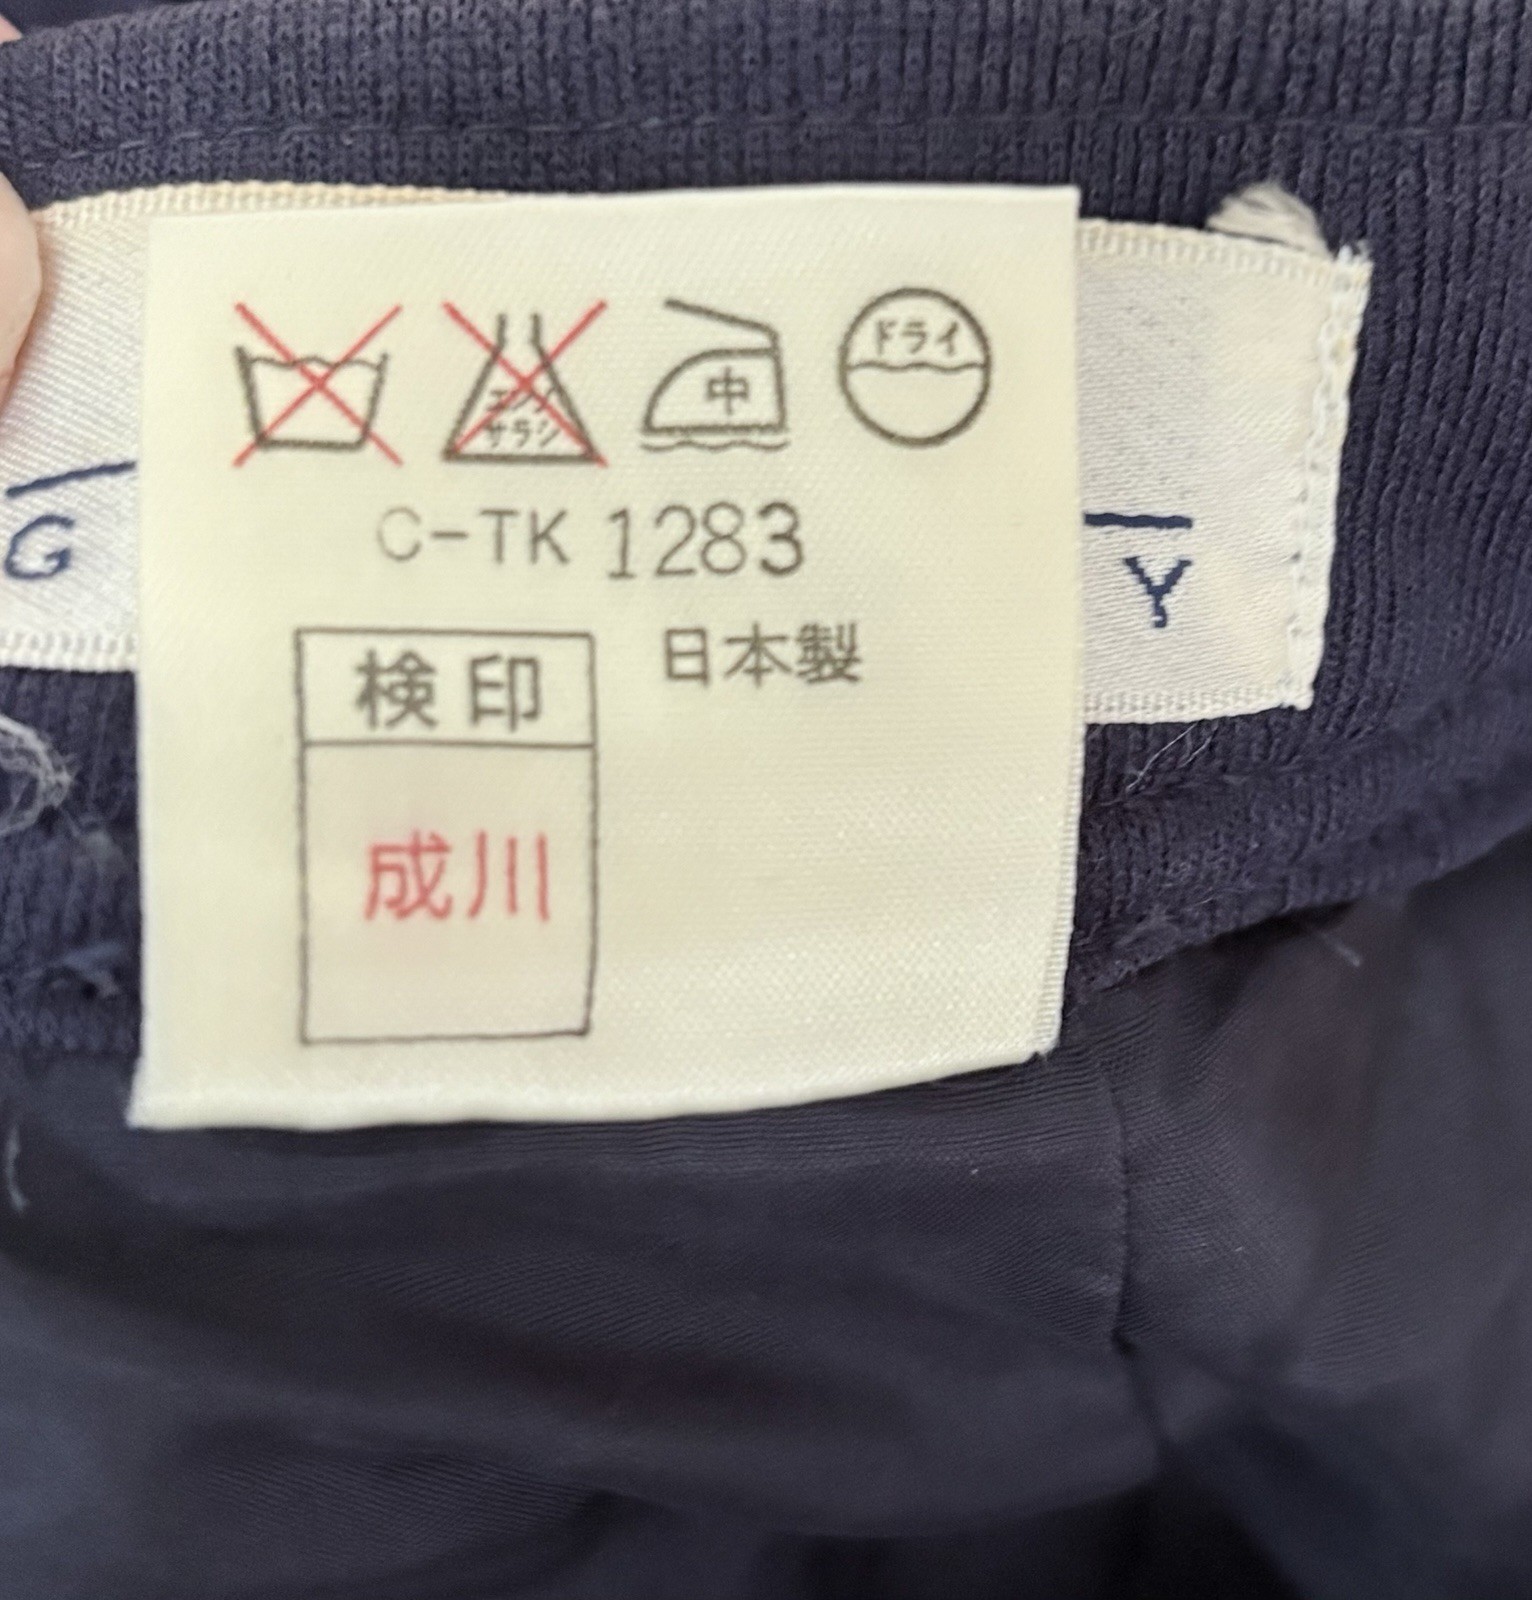 エンソ
サラシ
中
ドライ
C-TK 1283
日本製
検印
成川
G
Y